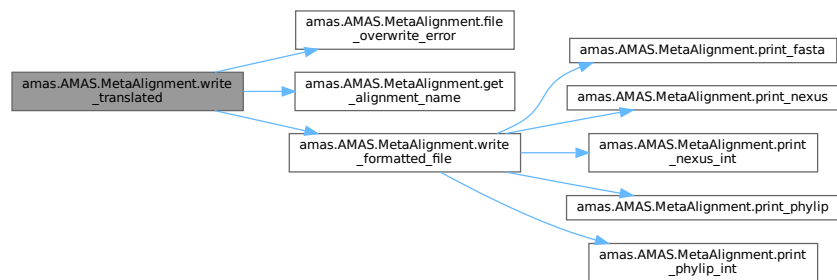 amas.AMAS.MetaAlignment.write
_translated
amas.AMAS.MetaAlignment.file
_overwrite_error
amas.AMAS.MetaAlignment.get
_alignment_name
amas.AMAS.MetaAlignment.write
_formatted_file
amas.AMAS.MetaAlignment.print_fasta
amas.AMAS.MetaAlignment.print_nexus
amas.AMAS.MetaAlignment.print
_nexus_int
amas.AMAS.MetaAlignment.print_phylip
amas.AMAS.MetaAlignment.print
_phylip_int